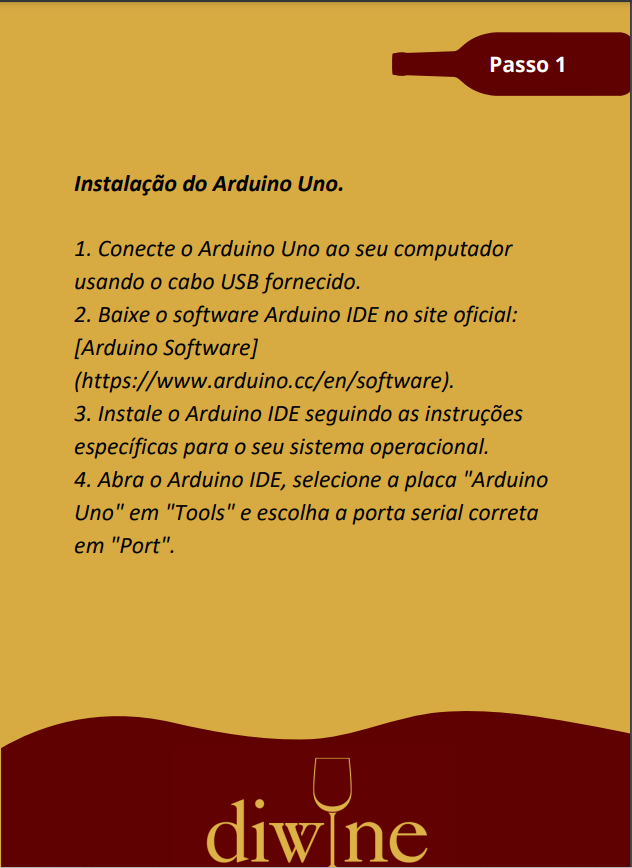 Passo 1
Instalação do Arduino Uno.
1. Conecte o Arduino Uno ao seu computador
usando o cabo USB fornecido.
2. Baixe o software Arduino IDE no site oficial:
[Arduino Software]
(https://www.arduino.cc/en/software).
3. Instale o Arduino IDE seguindo as instruções
específicas para o seu sistema operacional.
4. Abra o Arduino IDE, selecione a placa "Arduino
Uno" em "Tools" e escolha a porta serial correta
em "Port".
diwine